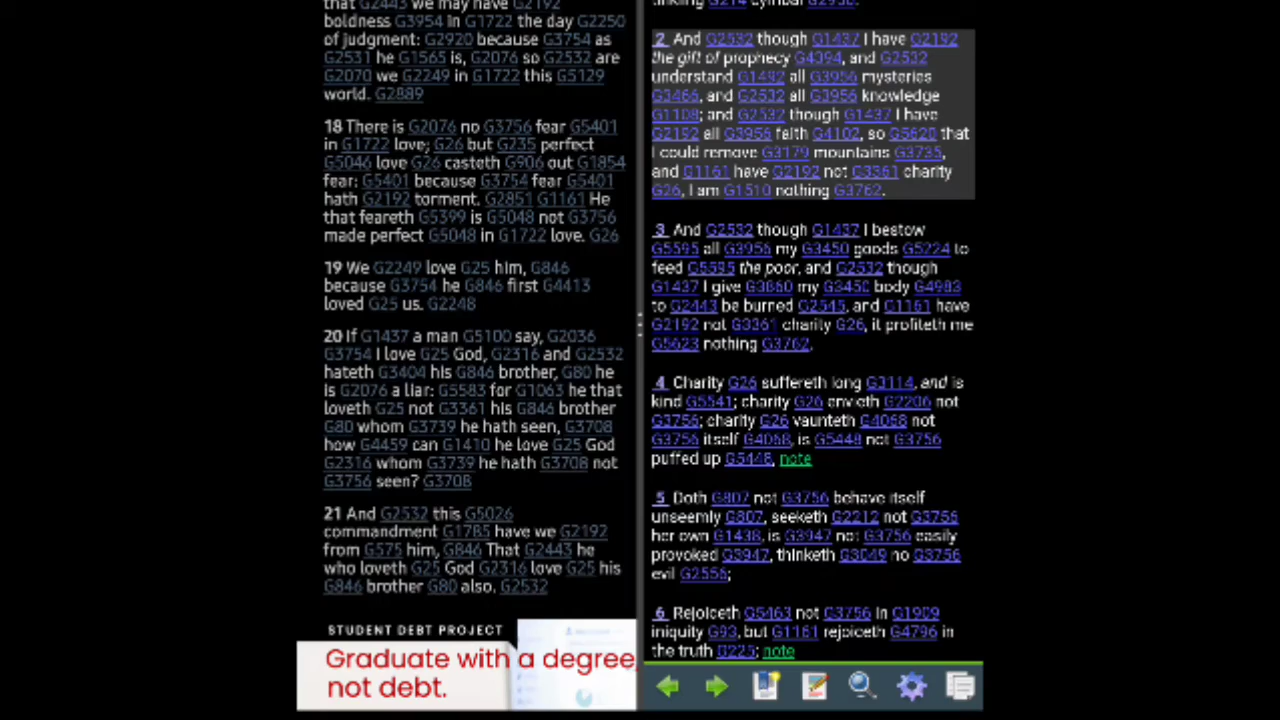 that G2443 we may have G2192
boldness G3954 in G1722 the day G2250
of judgment: G2920 because G3754 as
G2531 he G1565 is, G2076 so G2532 are
G2070 we G2249 in G1722 this G5129
world. G2889
18 There is G2076 no G3756 fear G5401
in G1722 love; G26 but G235 perfect
G5046 love G26 casteth G906 out G1854
fear: G5401 because G3754 fear G5401
hath G2192 torment. G2851 G1161 He
that feareth G5399 is G5048 not G3756
made perfect G5048 in G1722 love. G26
19 We G2249 love G25 him, G846
because G3754 he G846 first G4413
loved G25 us. G2248
20 If G1437 a man G5100 say, G2036
G3754 I love G25 God, G2316 and G2532
hateth G3404 his G846 brother, G80 he
is G2076 a liar: G5583 for G1063 he that
loveth G25 not G3361 his G846 brother
G80 whom G3739 he hath seen, G3708
how G4459 can G1410 he love G25 God
G2316 whom G3739 he hath G3708 not
G3756 seen? G3708
21 And G2532 this G5026
commandment G1785 have we G2192
from G575 him, G846 That G2443 he
who loveth G25 God G2316 love G25 his
G846 brother G80 also. G2532
STUDENT DEBT PROJECT
Graduate with a degree,
not debt.
tinkling G214 cymbal G2950.
2 And G2532 though G1437 I have G2192
the gift of prophecy G4394, and G2532
understand G1492 all G3956 mysteries
G3466, and G2532 all G3956 knowledge
G1108; and G2532 though G1437 I have
G2192 all G3956 faith G4102, so G5620 that
I could remove G3179 mountains G3735,
and G1161 have G2192 not G3361 charity
G26, I am G1510 nothing G3762.
3 And G2532 though G1437 I bestow
G5595 all G3956 my G3450 goods G5224 to
feed G5595 the poor, and G2532 though
G1437 I give G3860 my G3450 body G4983
to G2443 be burned G2545, and G1161 have
G2192 not G3361 charity G26, it profiteth me
G5623 nothing G3762.
4 Charity G26 suffereth long G3114, and is
kind G5541; charity G26 envieth G2206 not
G3756; charity G26 vaunteth G4068 not
G3756 itself G4068, is G5448 not G3756
puffed up G5448, note
5 Doth G807 not G3756 behave itself
unseemly G807, seeketh G2212 not G3756
her own G1438, is G3947 not G3756 easily
provoked G3947, thinketh G3049 no G3756
evil G2556;
6 Rejoiceth G5463 not G3756 in G1909
iniquity G93, but G1161 rejoiceth G4796 in
the truth G225; note